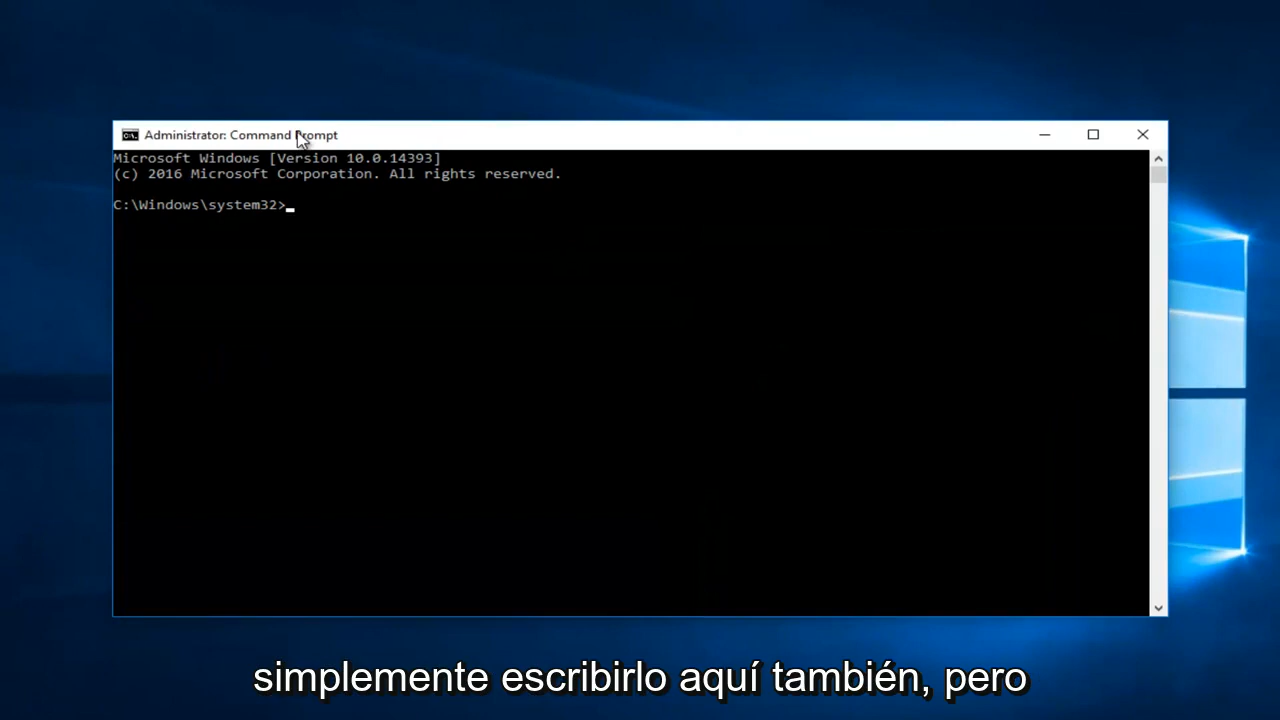 Administrator: Command Prompt
Microsoft Windows [Version 10.0.14393]
(c) 2016 Microsoft Corporation. All rights reserved.
C:\Windows\system32>
simplemente escribirlo aquí también, pero